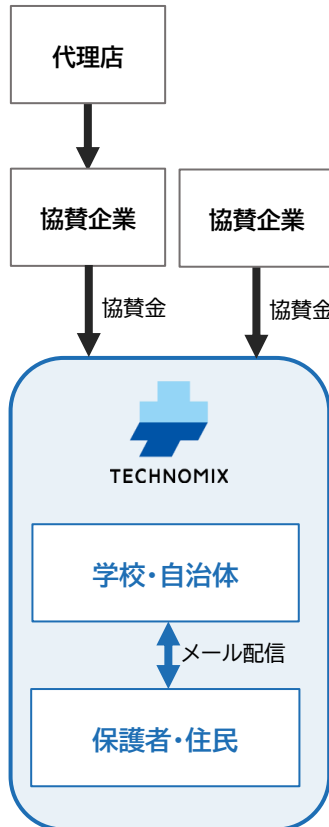 代理店
協賛企業
協賛企業
協賛金
協賛金
TECHNOMIX
学校・自治体
メール配信
保護者・住民